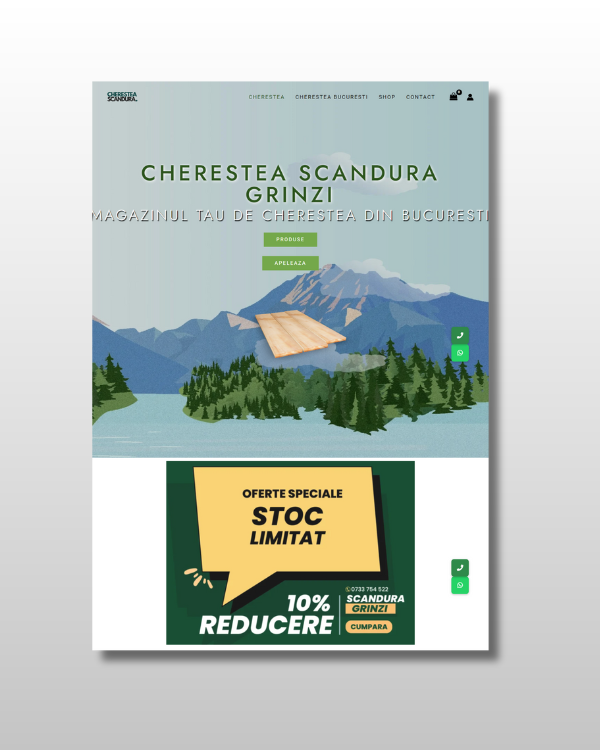 CHERESTEA
SCANDURA.
CHERESTEA CHERESTEA BUCURESTI SHOP CONTACT
CHERESTEA SCANDURA
GRINZI
MAGAZINUL TAU DE CHERESTEA DIN BUCURESTI
PRODUSE
APELEAZA
OFERTE SPECIALE
STOC
LIMITAT
10%
REDUCERE
0733 754 522
SCANDURA
GRINZI
CUMPARA